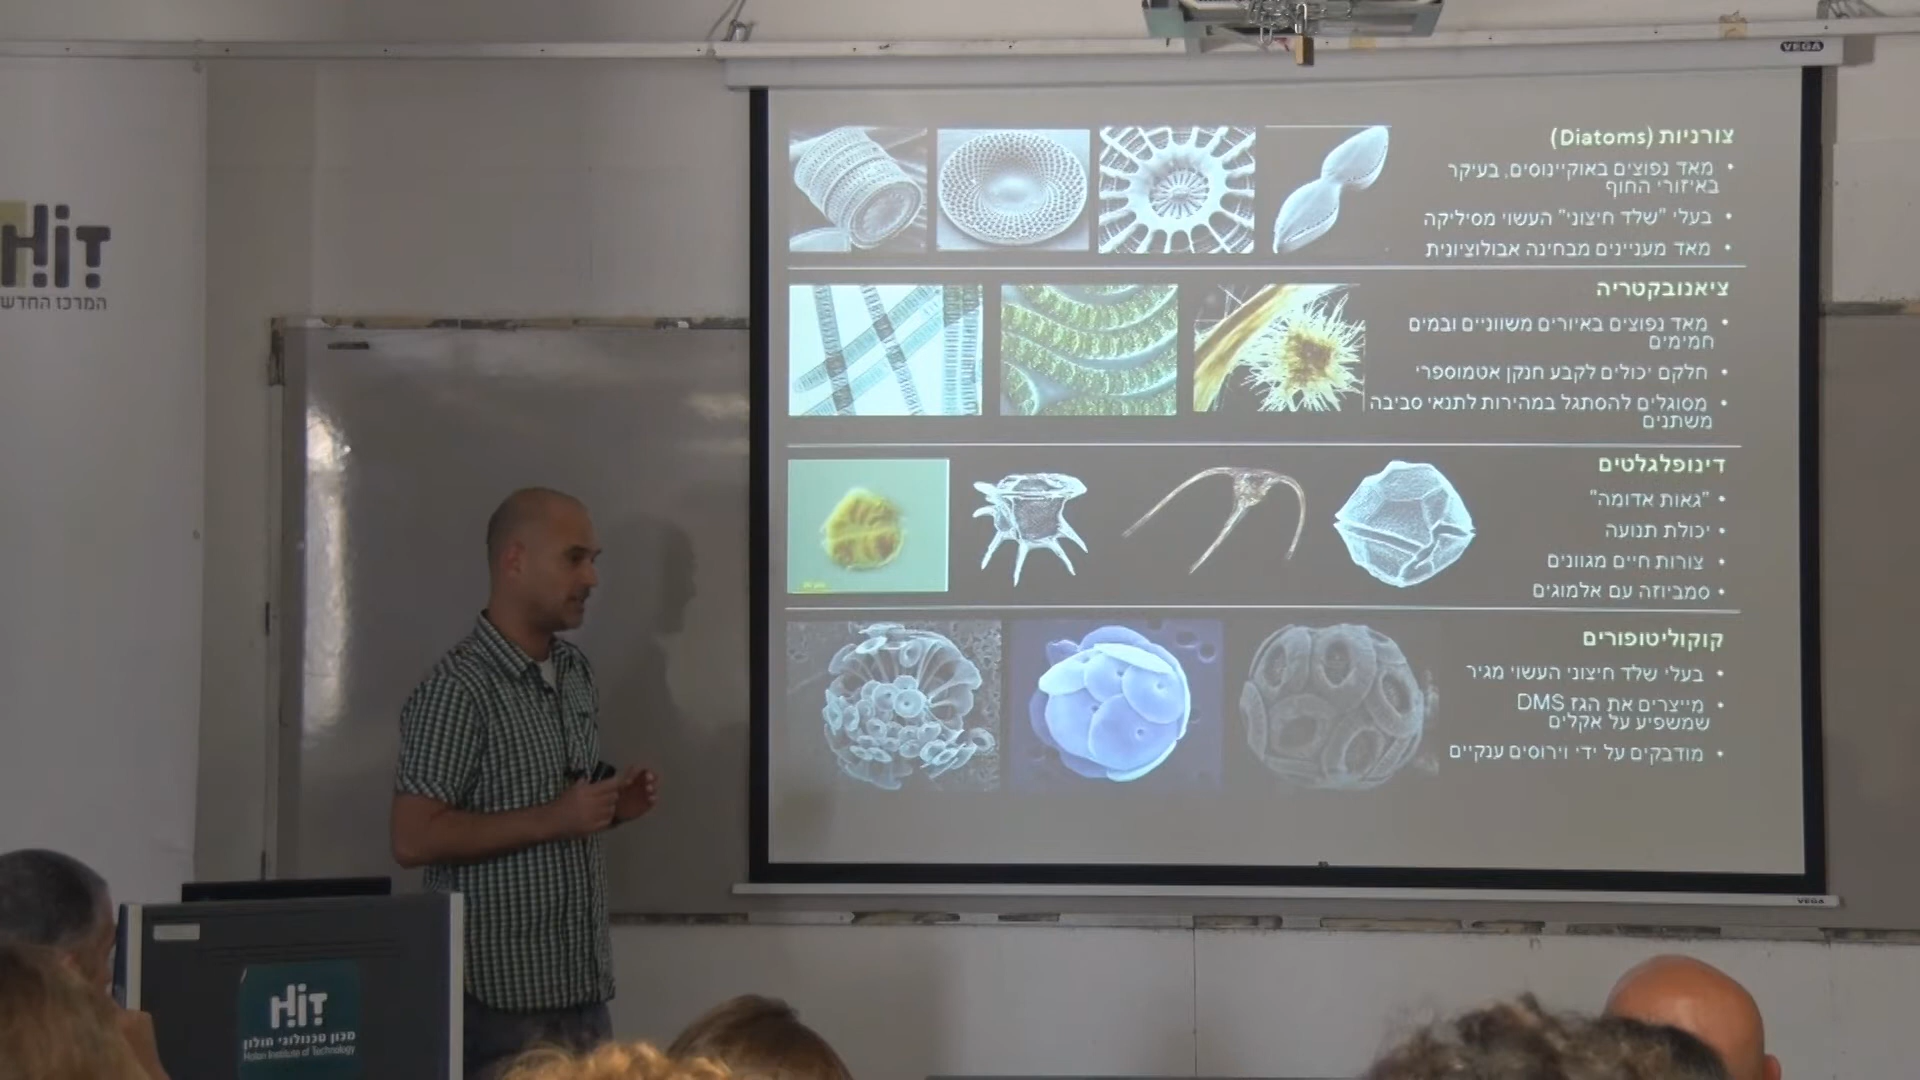 VEGA
צורניות (Diatoms)
• מאד נפוצים באוקיינוסים, בעיקר
באיזורי החוף
• בעלי "שלד חיצוני" העשוי מסיליקה
• מאד מעניינים מבחינה אבולוציונית
ציאנובקטריה
• מאד נפוצים באיורים משווניים ובמים
חמימים
• חלקם יכולים לקבע חנקן אטמוספרי
• מסוגלים להסתגל במהירות לתנאי סביבה
משתנים
דינופלגלטים
• "גאות אדומה"
• יכולת תנועה
• צורות חיים מגוונים
• סמביוזה עם אלמוגים
קוקוליטופורים
• בעלי שלד חיצוני העשוי מגיר
• מייצרים את הגז DMS
שמשפיע על אקלים
• מודבקים על ידי וירוסים ענקיים
VEGA
HiT
המרכז החדש
HiT
מכון טכנולוגי חולון
Holon Institute of Technology